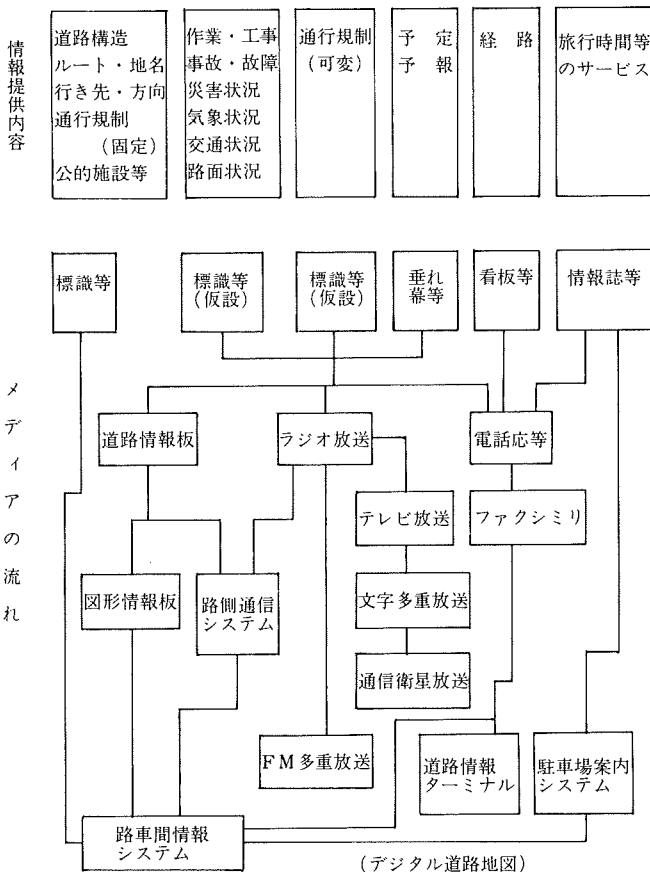 情報提供内容
道路構造
ルート・地名
行き先・方向
通行規制
(固定)
公的施設等
作業・工事
事故・故障
災害状況
気象状況
交通状況
路面状況
通行規制
(可変)
予定
予報
経路
旅行時間等
のサービス
メディアの流れ
標識等
標識等
(仮設)
標識等
(仮設)
垂れ
幕等
看板等
情報誌等
道路情報板
ラジオ放送
電話応等
テレビ放送
ファクシミリ
図形情報板
路側通信
システム
文字多重放送
通信衛星放送
FM多重放送
道路情報
ターミナル
駐車場案内
システム
路車間情報
システム
(デジタル道路地図)